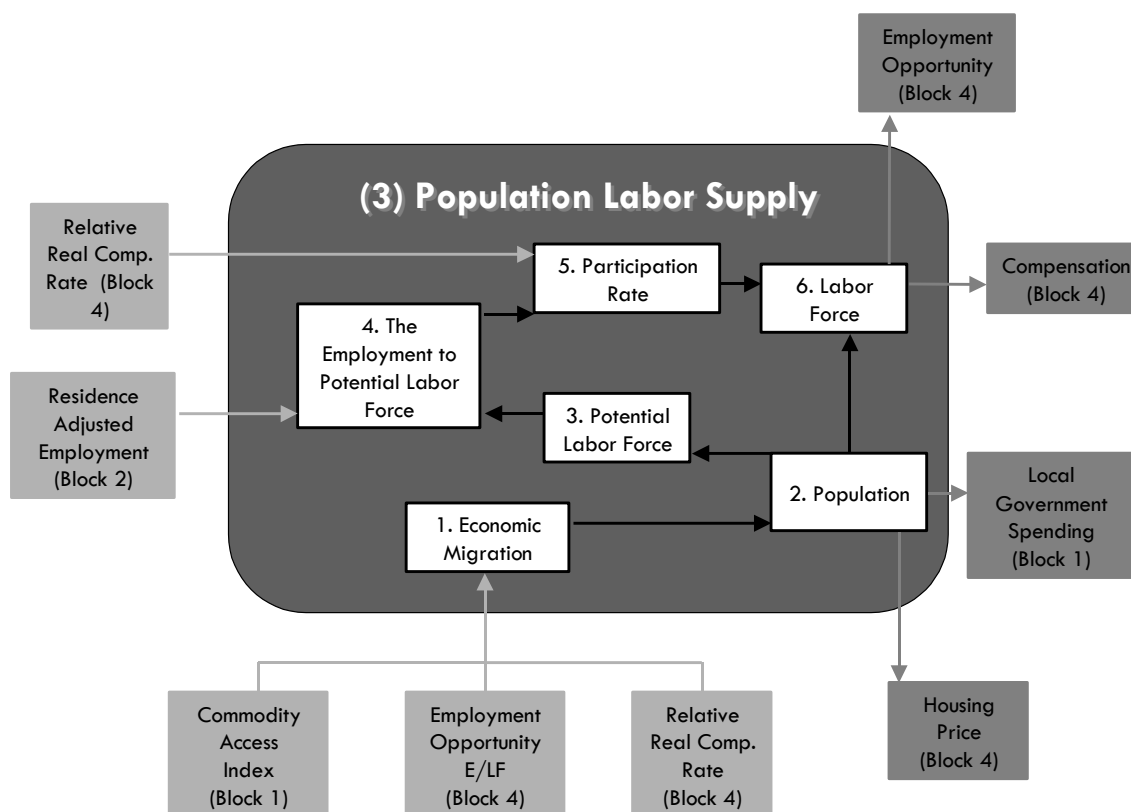 Employment
Opportunity
(Block 4)
(3) Population Labor Supply
Relative
Real Comp.
Rate (Block
4)
5. Participation
Rate
6. Labor
Force
Compensation
(Block 4)
4. The
Employment to
Potential Labor
Force
Residence
Adjusted
Employment
(Block 2)
3. Potential
Labor Force
2. Population
Local
Government
Spending
(Block 1)
1. Economic
Migration
Commodity
Access
Index
(Block 1)
Employment
Opportunity
E/LF
(Block 4)
Relative
Real Comp.
Rate
(Block 4)
Housing
Price
(Block 4)